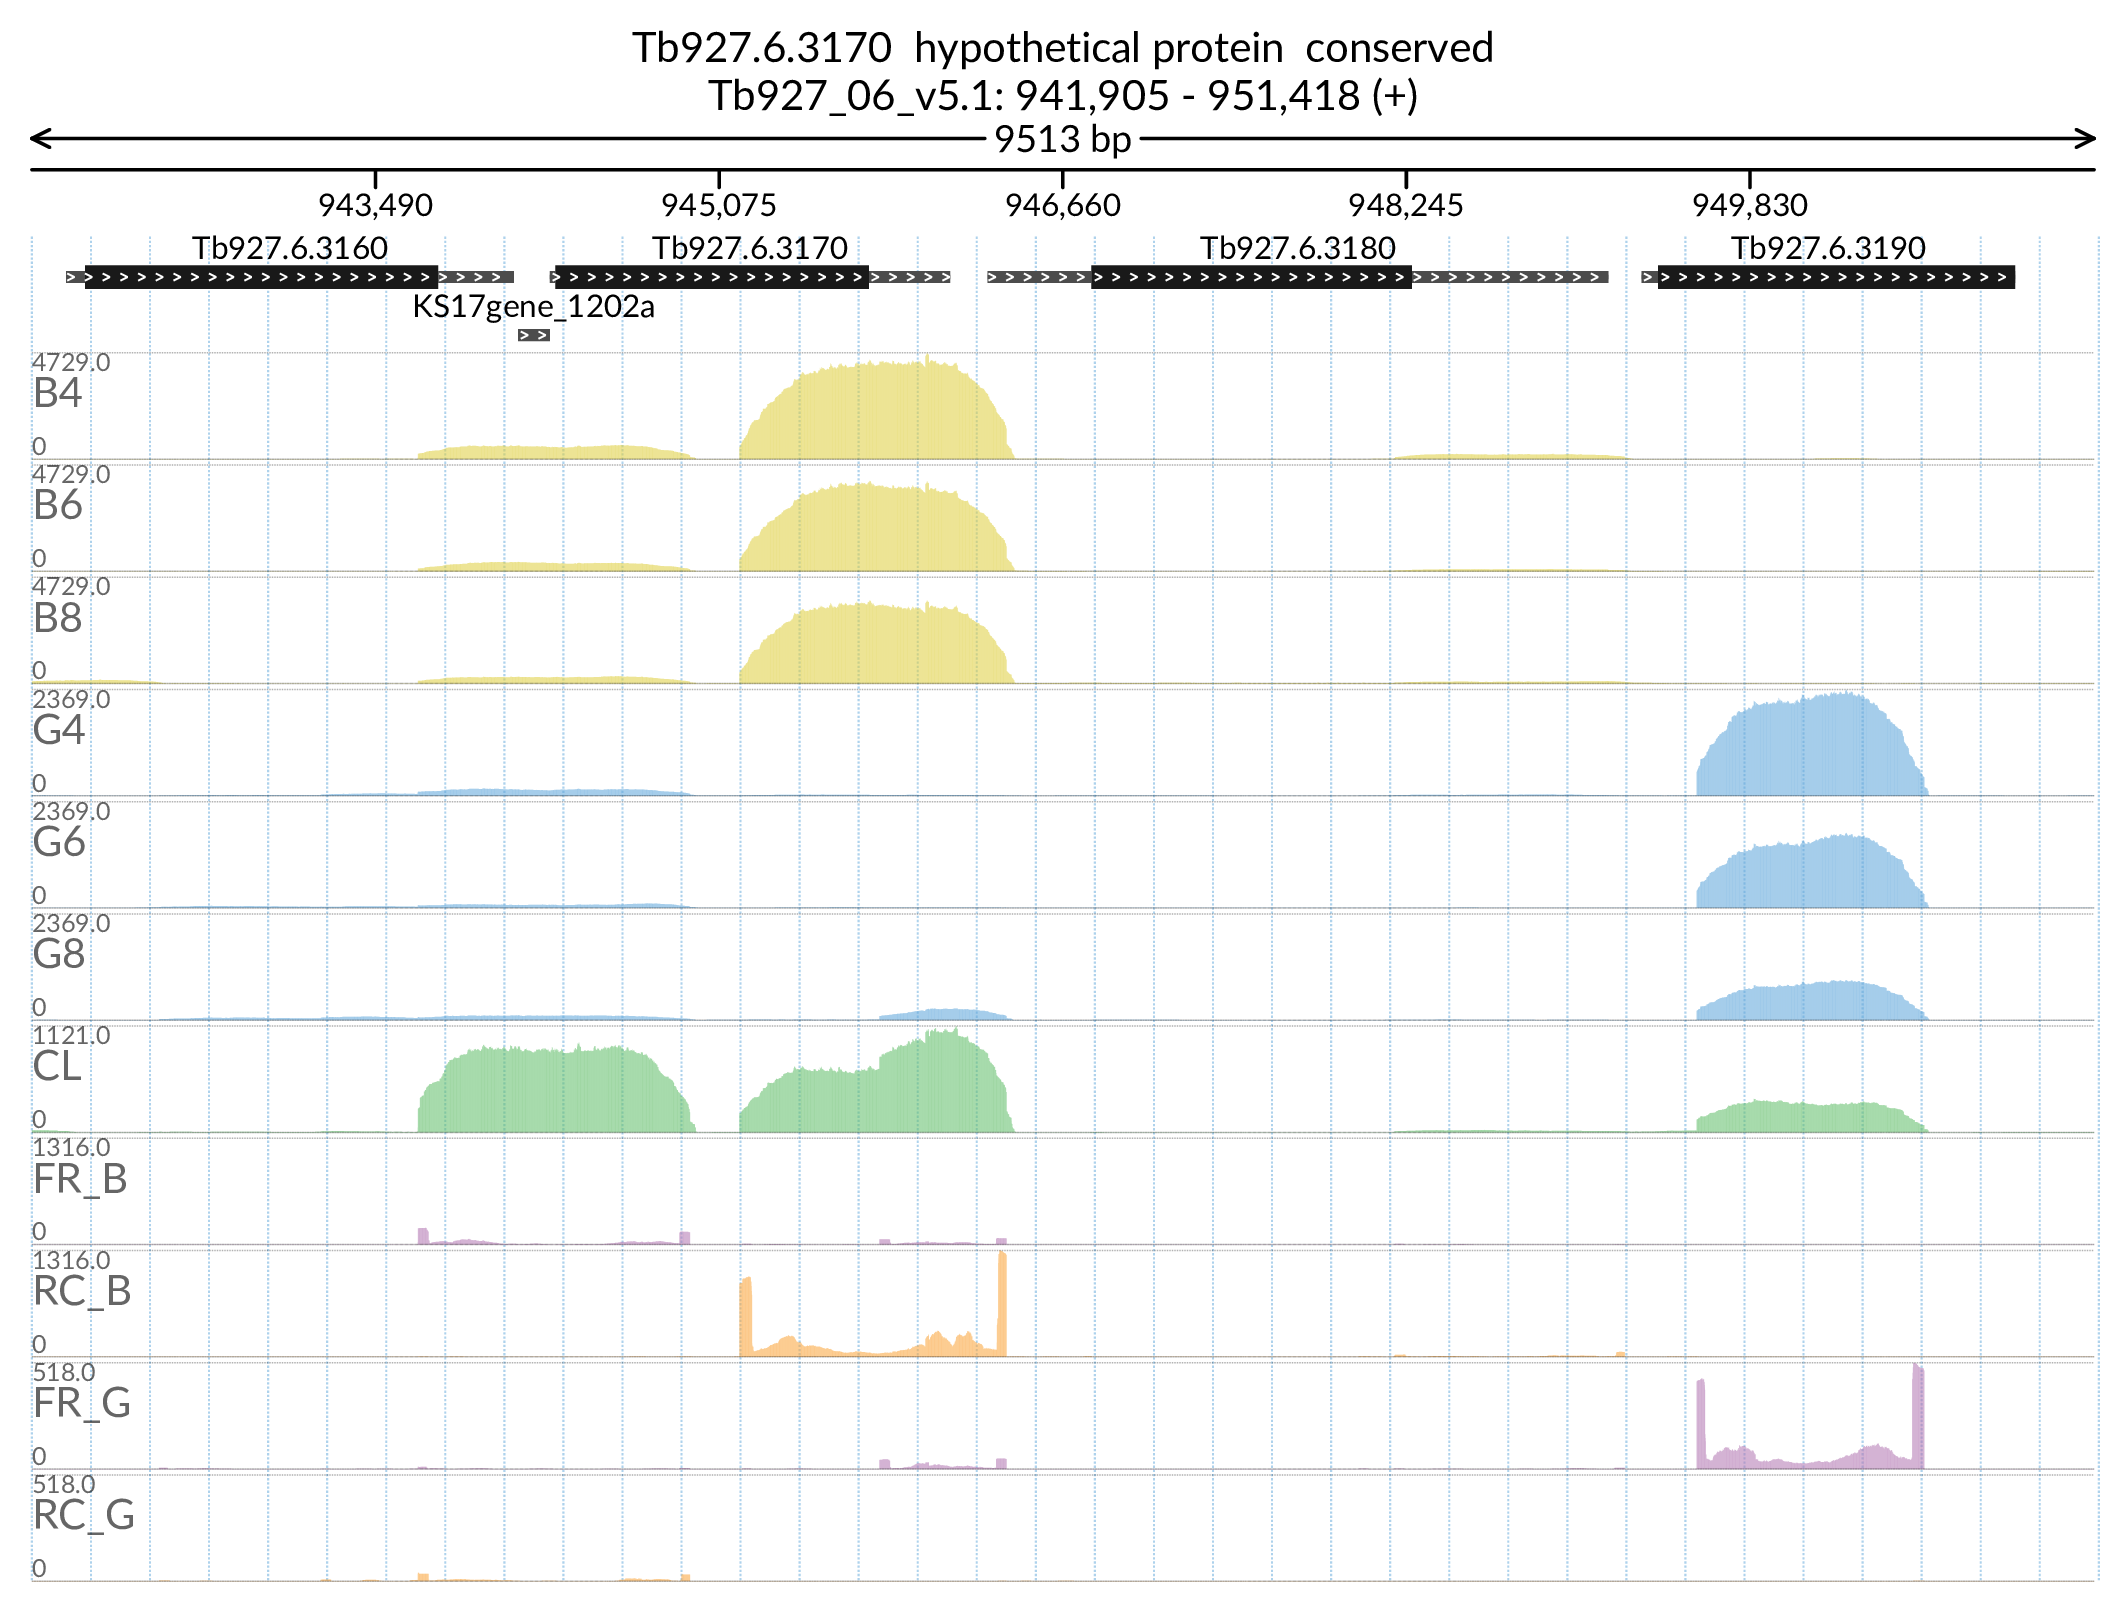 Tb927.6.3170  hypothetical protein  conserved
Tb927_06_v5.1: 941,905 - 951,418 (+)
9513 bp
943,490 945,075 946,660 948,245 949,830
Tb927.6.3160 Tb927.6.3170 Tb927.6.3180 Tb927.6.3190
KS17gene_1202a
4729.0
B4
0
4729.0
B6
0
4729.0
B8
0
2369.0
G4
0
2369.0
G6
0
2369.0
G8
0
1121.0
CL
0
1316.0
FR_B
0
1316.0
RC_B
0
518.0
FR_G
0
518.0
RC_G
0